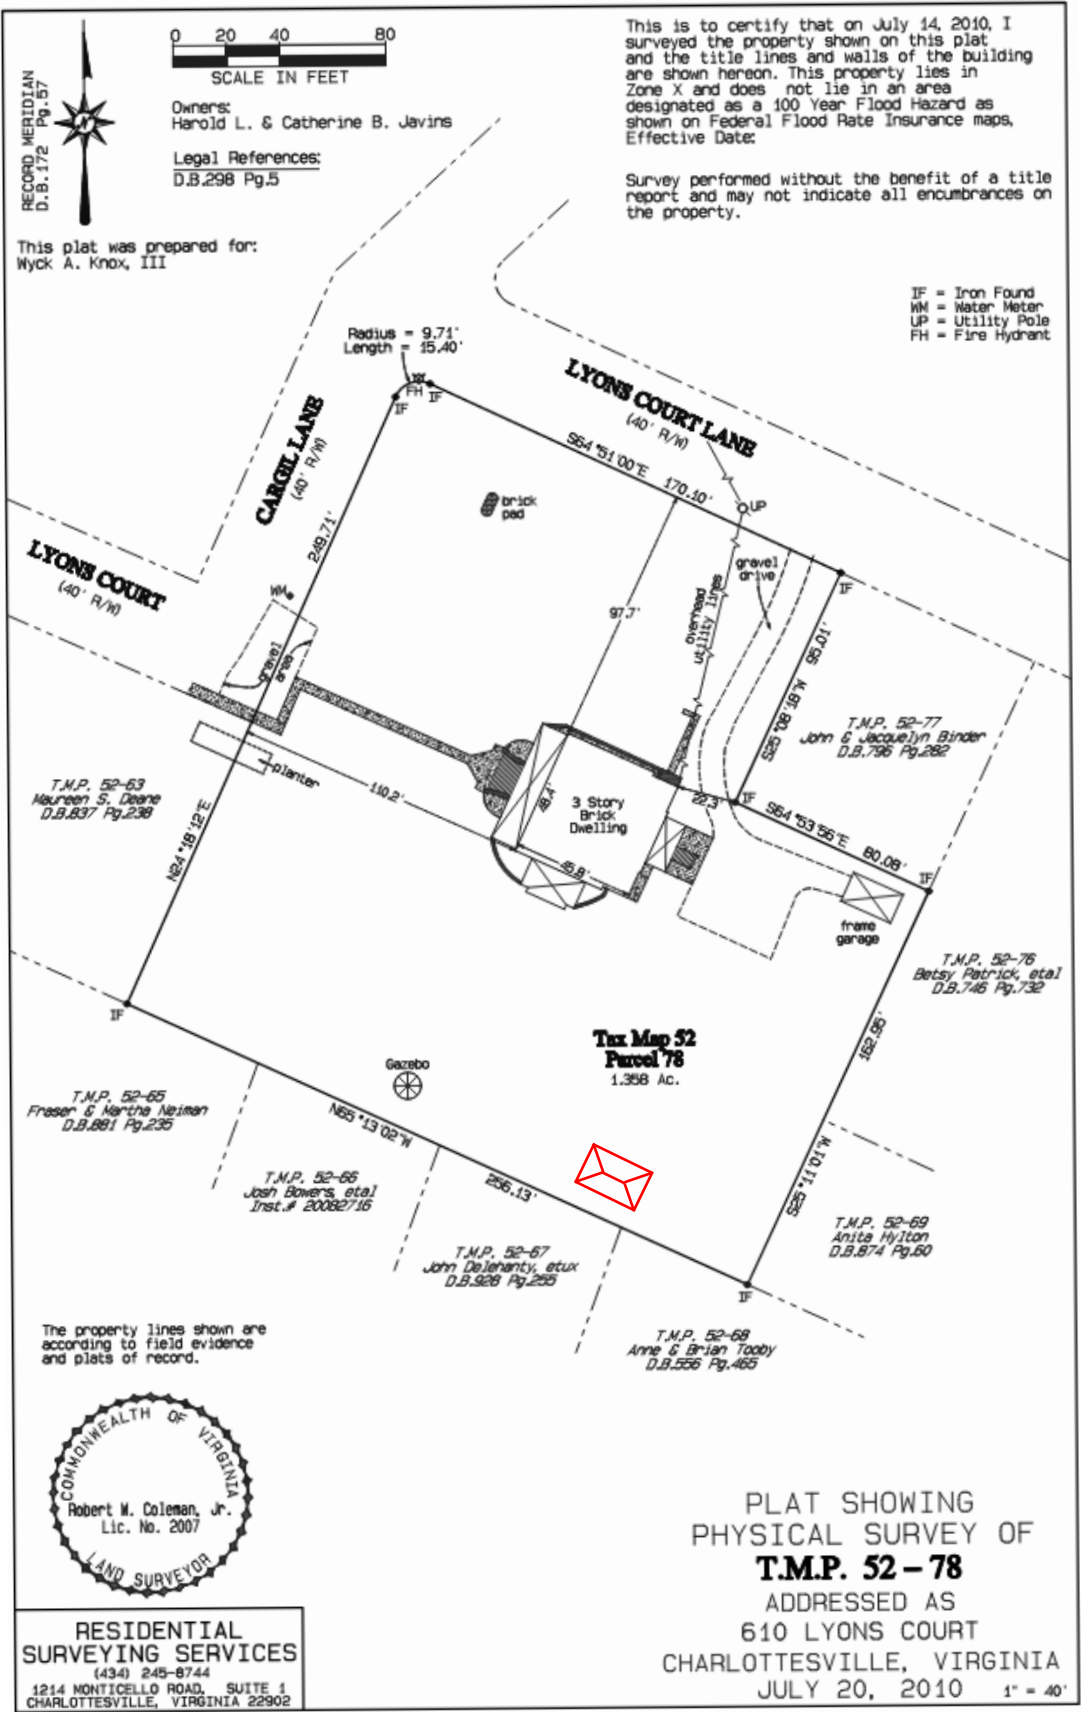 RECORD MERIDIAN
D.B. 172 Pg.57
N
0 20 40 80
SCALE IN FEET
Owners:
Harold L. & Catherine B. Javins
Legal References:
D.B.298 Pg.5
This plat was prepared for:
Wyck A. Knox, III
This is to certify that on July 14, 2010, I
surveyed the property shown on this plat
and the title lines and walls of the building
are shown hereon. This property lies in
Zone X and does not lie in an area
designated as a 100 Year Flood Hazard as
shown on Federal Flood Rate Insurance maps,
Effective Date:
Survey performed without the benefit of a title
report and may not indicate all encumbrances on
the property.
IF = Iron Found
WM = Water Meter
UP = Utility Pole
FH = Fire Hydrant
Radius = 9.71'
Length = 15.40'
FH
IF
IF
LYONS COURT LANE
(40' R/W)
CARGIL LANE
(40' R/W)
S64°51'00"E
170.10'
UP
brick
pad
249.71'
gravel
drive
LYONS COURT
(40' R/W)
WM
IF
97.7'
overhead
utility lines
95.01'
S25°08'18"W
gravel
area
T.M.P. 52-77
John & Jacquelyn Binder
D.B.796 Pg.282
planter
T.M.P. 52-63
Maureen S. Deane
D.B.837 Pg.238
110.2'
48.4'
3 Story
Brick
Dwelling
22.3'
IF
S64°53'56"E
80.08'
N24°18'12"E
45.8'
IF
frame
garage
T.M.P. 52-76
Betsy Patrick, etal
D.B.746 Pg.732
IF
162.95'
Tax Map 52
Parcel 78
1.358 Ac.
Gazebo
T.M.P. 52-65
Fraser & Martha Neiman
D.B.881 Pg.235
N65°13'02"W
S25°11'01"W
T.M.P. 52-66
Josh Bowers, etal
Inst.# 20082716
256.13'
T.M.P. 52-69
Anita Hylton
D.B.874 Pg.60
T.M.P. 52-67
John Delehanty, etux
D.B.928 Pg.255
IF
T.M.P. 52-68
Anne & Brian Tooby
D.B.556 Pg.465
The property lines shown are
according to field evidence
and plats of record.
COMMONWEALTH OF VIRGINIA
Robert W. Coleman, Jr.
Lic. No. 2007
LAND SURVEYOR
RESIDENTIAL
SURVEYING SERVICES
(434) 245-8744
1214 MONTICELLO ROAD, SUITE 1
CHARLOTTESVILLE, VIRGINIA 22902
PLAT SHOWING
PHYSICAL SURVEY OF
T.M.P. 52 – 78
ADDRESSED AS
610 LYONS COURT
CHARLOTTESVILLE, VIRGINIA
JULY 20, 2010 1" = 40'